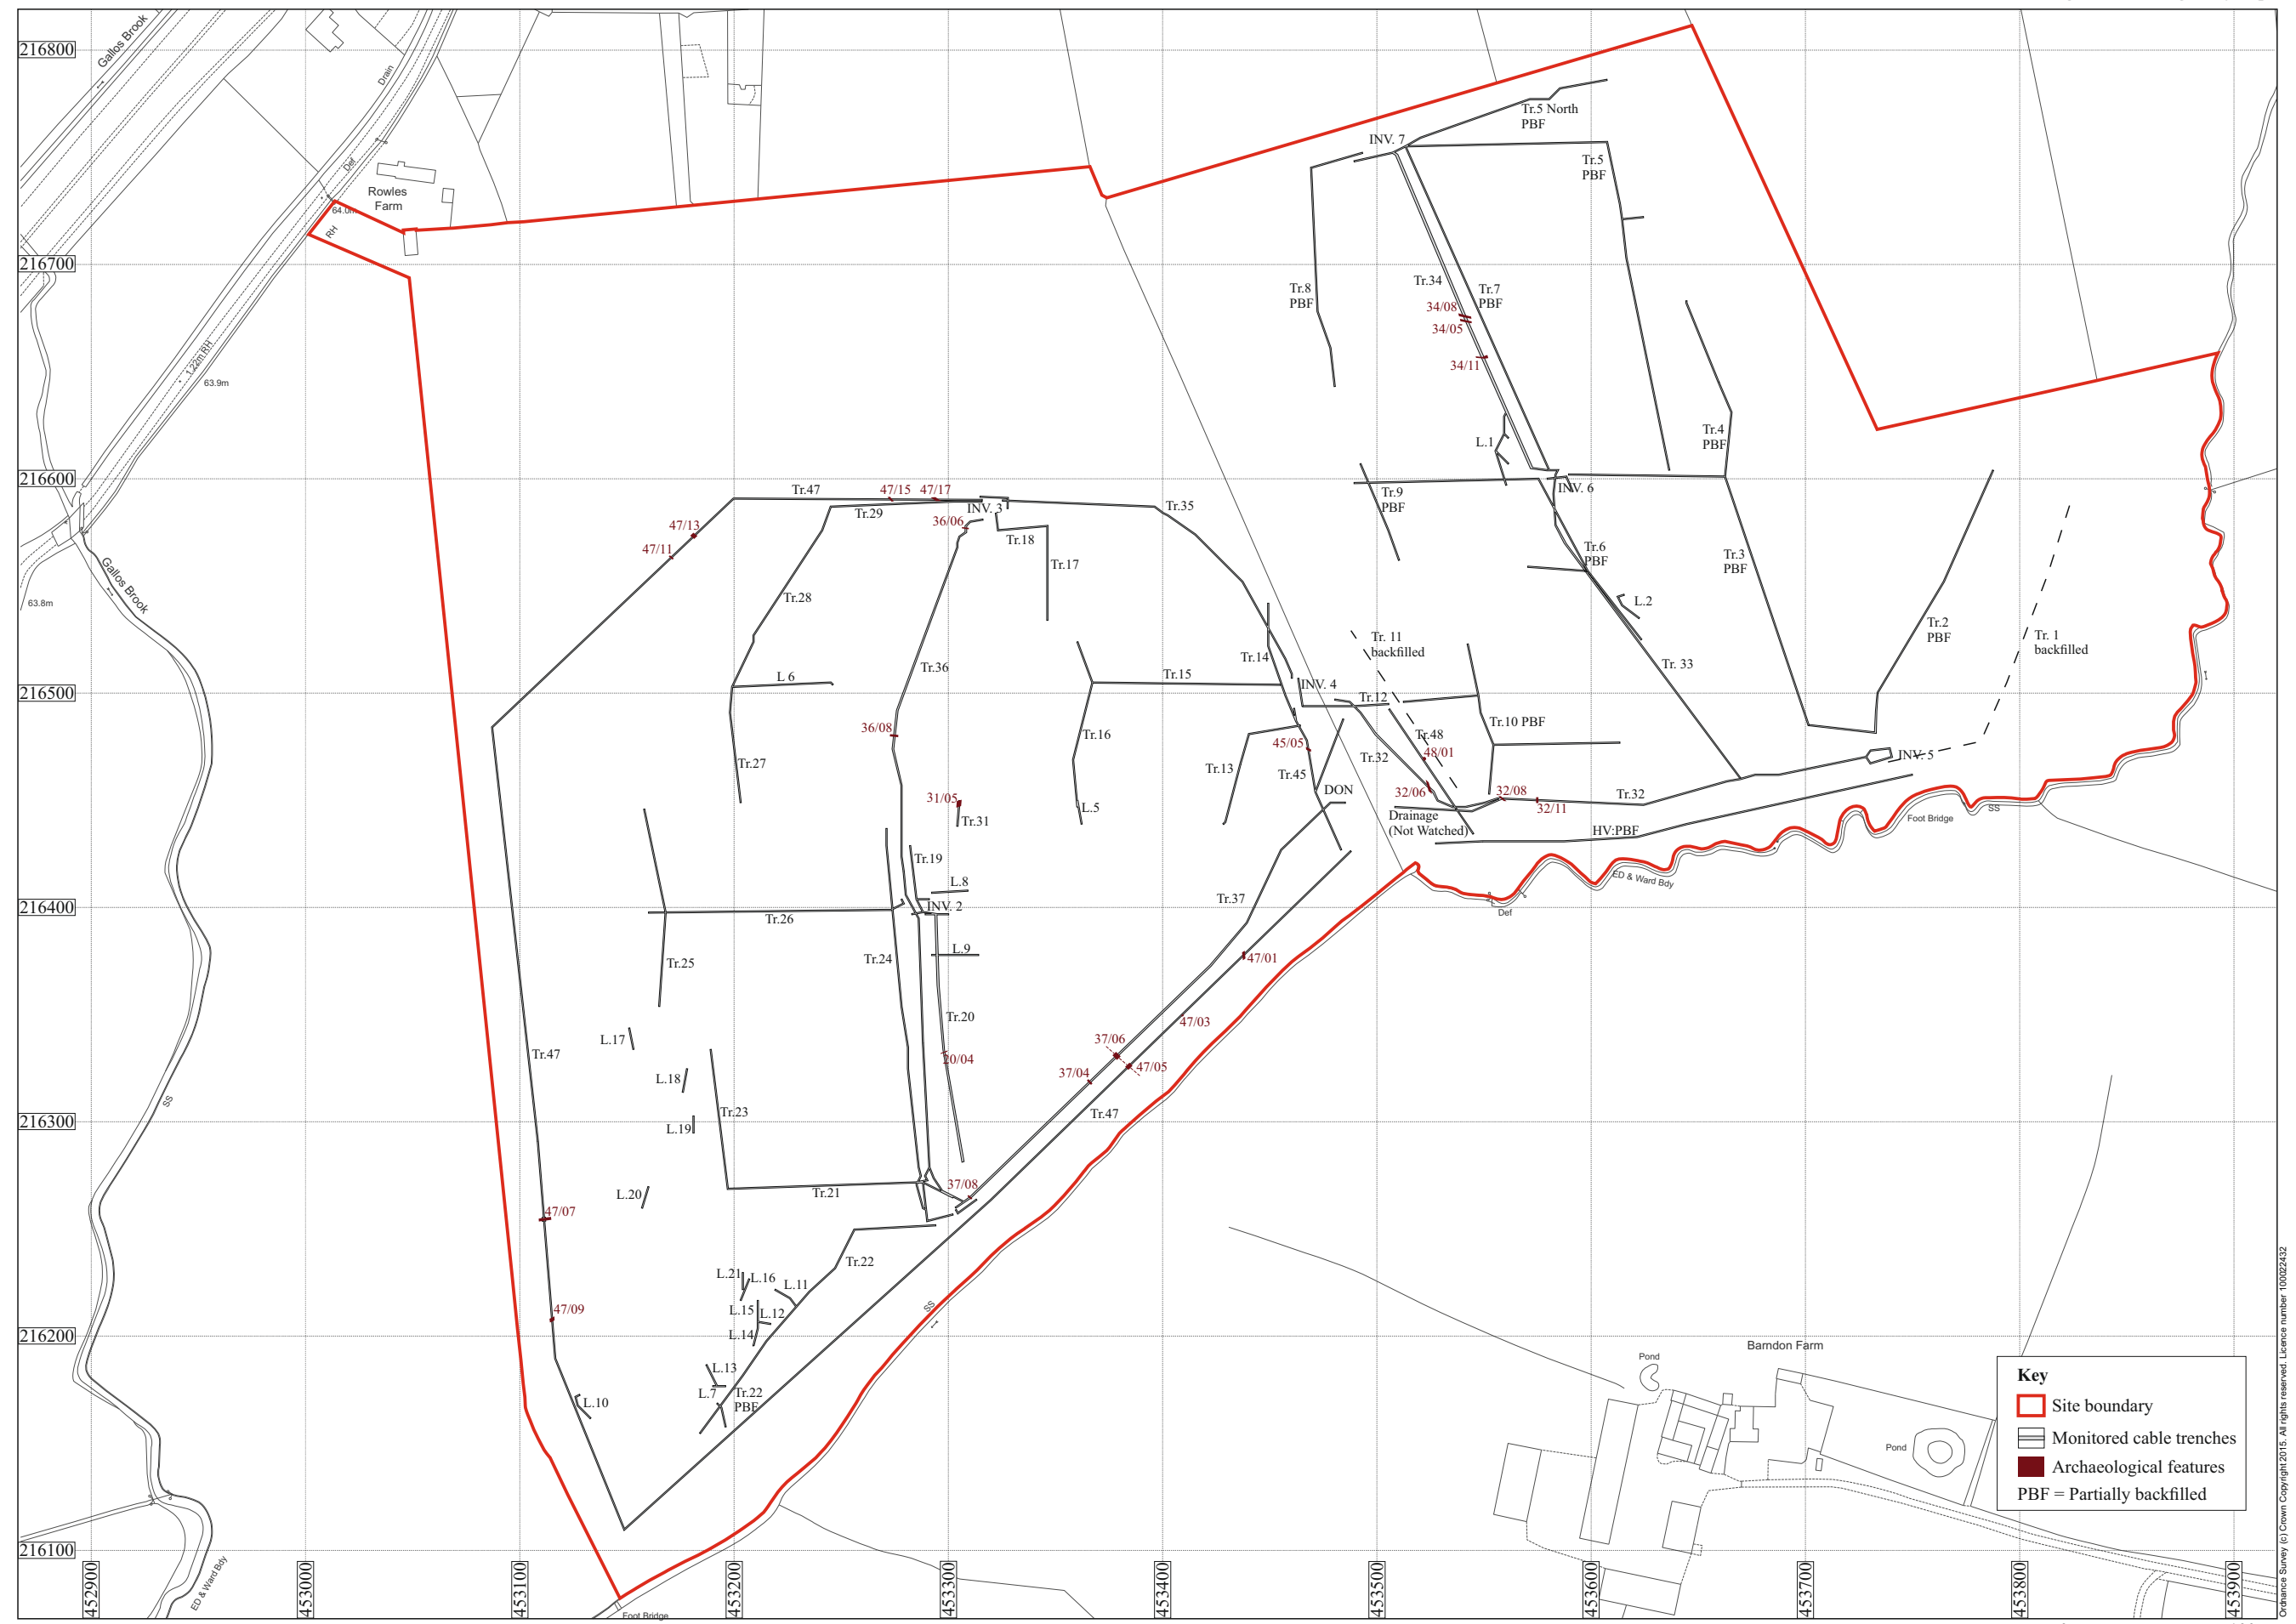 Gallos Brook
216800
Drain
Tr.5 North
PBF
INV. 7
Def
Tr.5
PBF
Rowles
Farm
64.0m
RH
216700
Tr.8
PBF
Tr.34
Tr.7
PBF
34/08
34/05
34/11
1.22m RH
63.9m
L.1
Tr.4
PBF
216600
Tr.47
47/15
47/17
INV. 3
Tr.29
36/06
Tr.35
Tr.9
PBF
INV. 6
47/13
47/11
Tr.18
Tr.17
Tr.6
PBF
Tr.3
PBF
63.8m
Gallos Brook
Tr.28
L.2
Tr.2
PBF
Tr. 1
backfilled
Tr. 11
backfilled
Tr.36
Tr.14
Tr. 33
L 6
Tr.15
INV. 4
Tr.12
216500
36/08
Tr.16
45/05
Tr.10 PBF
Tr.48
48/01
Tr.27
Tr.13
Tr.45
Tr.32
INV. 5
31/05
Tr.31
L.5
DON
32/06
32/08
32/11
Tr.32
Drainage
(Not Watched)
HV:PBF
Foot Bridge
SS
Tr.19
L.8
ED & Ward Bdy
216400
Tr.26
INV. 2
Tr.37
Def
Tr.25
Tr.24
L.9
47/01
L.17
Tr.20
47/03
Tr.47
37/06
20/04
37/04
47/05
L.18
SS
Tr.23
Tr.47
216300
L.19
L.20
Tr.21
37/08
47/07
Tr.22
L.21
L.16
L.11
47/09
L.15
L.12
L.14
SS
216200
Barndon Farm
Pond
L.13
L.7
Tr.22
PBF
L.10
Pond
Key
Site boundary
Monitored cable trenches
Archaeological features
PBF = Partially backfilled
216100
ED & Ward Bdy
Foot Bridge
452900
453000
453100
453200
453300
453400
453500
453600
453700
453800
453900
Ordnance Survey (c) Crown Copyright 2015. All rights reserved. Licence number 100022432